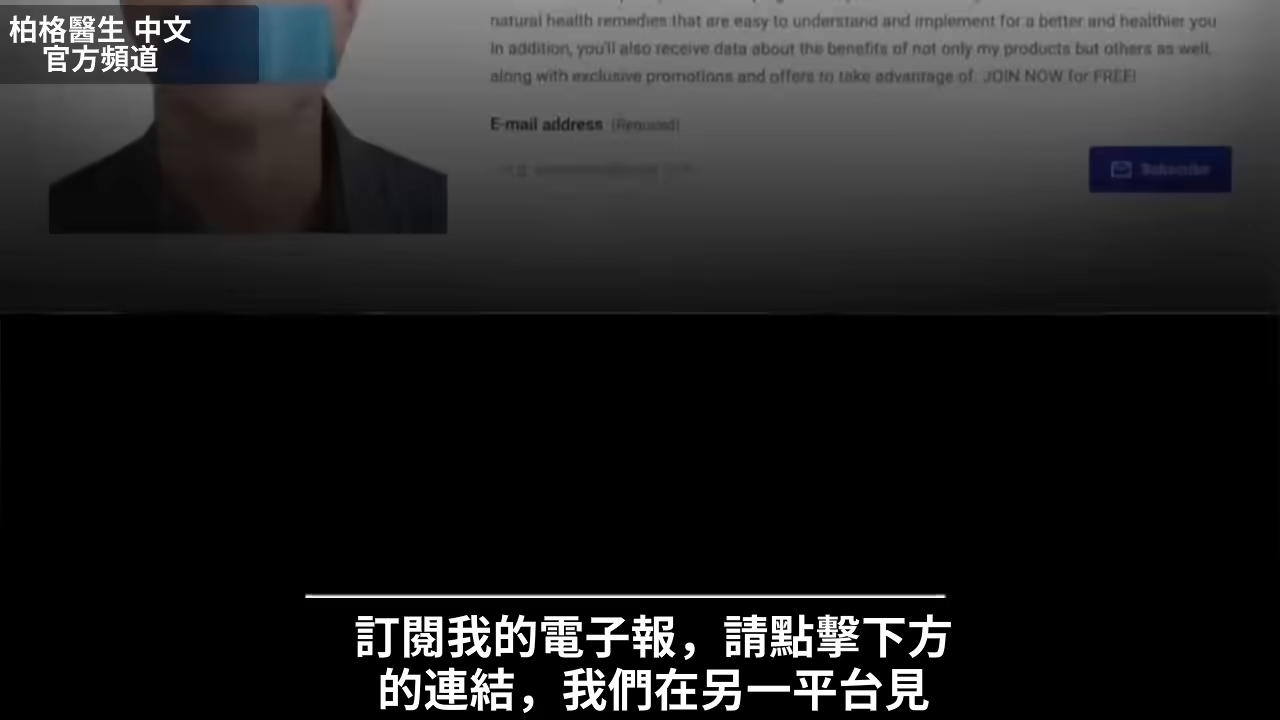 柏格醫生 中文
官方頻道
natural health remedies that are easy to understand and implement for a better and healthier you
In addition, you'll also receive data about the benefits of not only my products but others as well,
along with exclusive promotions and offers to take advantage of. JOIN NOW for FREE!
E-mail address (Required)
Subscribe
訂閱我的電子報，請點擊下方
的連結，我們在另一平台見